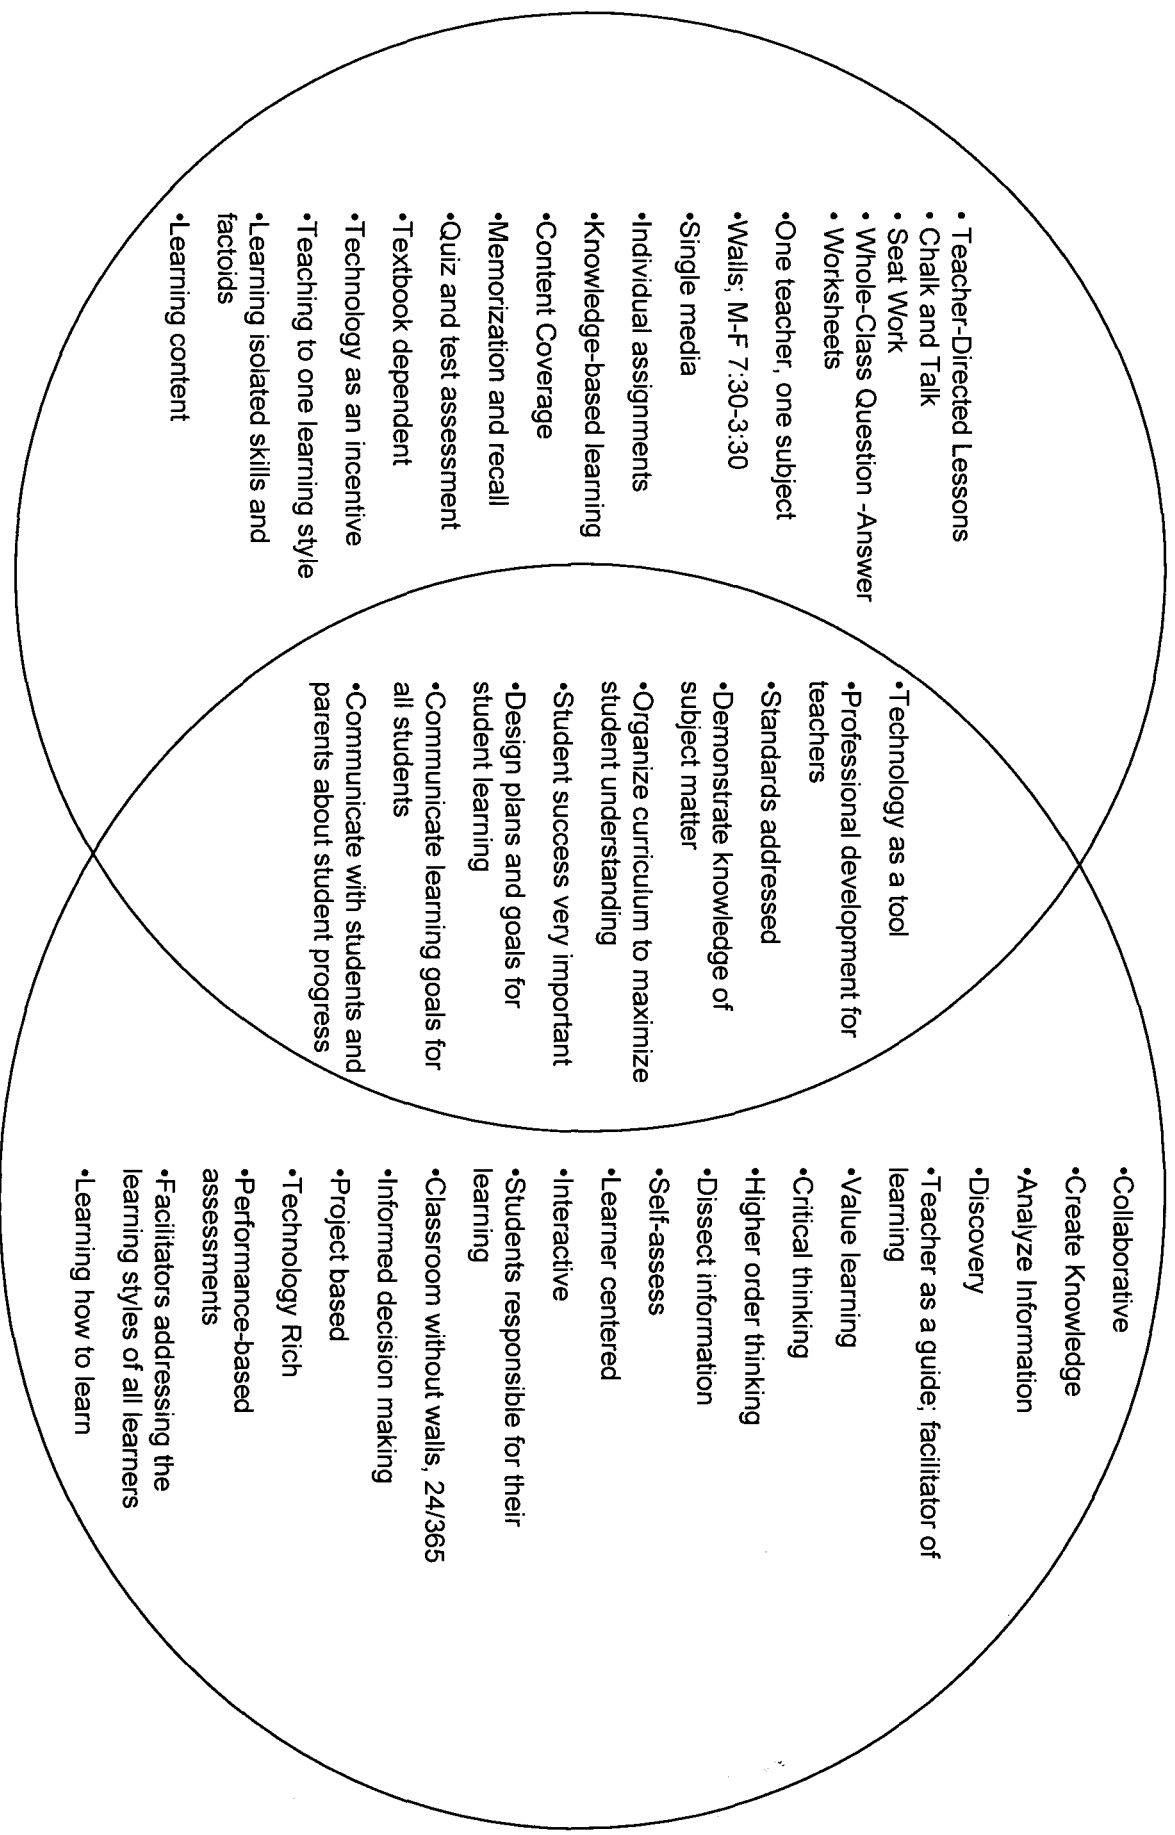 • Teacher-Directed Lessons
• Chalk and Talk
• Seat Work
• Whole-Class Question -Answer
• Worksheets
•One teacher, one subject
•Walls; M-F 7:30-3:30
•Single media
•Individual assignments
•Knowledge-based learning
•Content Coverage
•Memorization and recall
•Quiz and test assessment
•Textbook dependent
•Technology as an incentive
•Teaching to one learning style
•Learning isolated skills and
factoids
•Learning content
•Technology as a tool
•Professional development for
teachers
•Standards addressed
•Demonstrate knowledge of
subject matter
•Organize curriculum to maximize
student understanding
•Student success very important
•Design plans and goals for
student learning
•Communicate learning goals for
all students
•Communicate with students and
parents about student progress
•Collaborative
•Create Knowledge
•Analyze Information
•Discovery
•Teacher as a guide; facilitator of
learning
•Value learning
•Critical thinking
•Higher order thinking
•Dissect information
•Self-assess
•Learner centered
•Interactive
•Students responsible for their
learning
•Classroom without walls, 24/365
•Informed decision making
•Project based
•Technology Rich
•Performance-based
assessments
•Facilitators addressing the
learning styles of all learners
•Learning how to learn